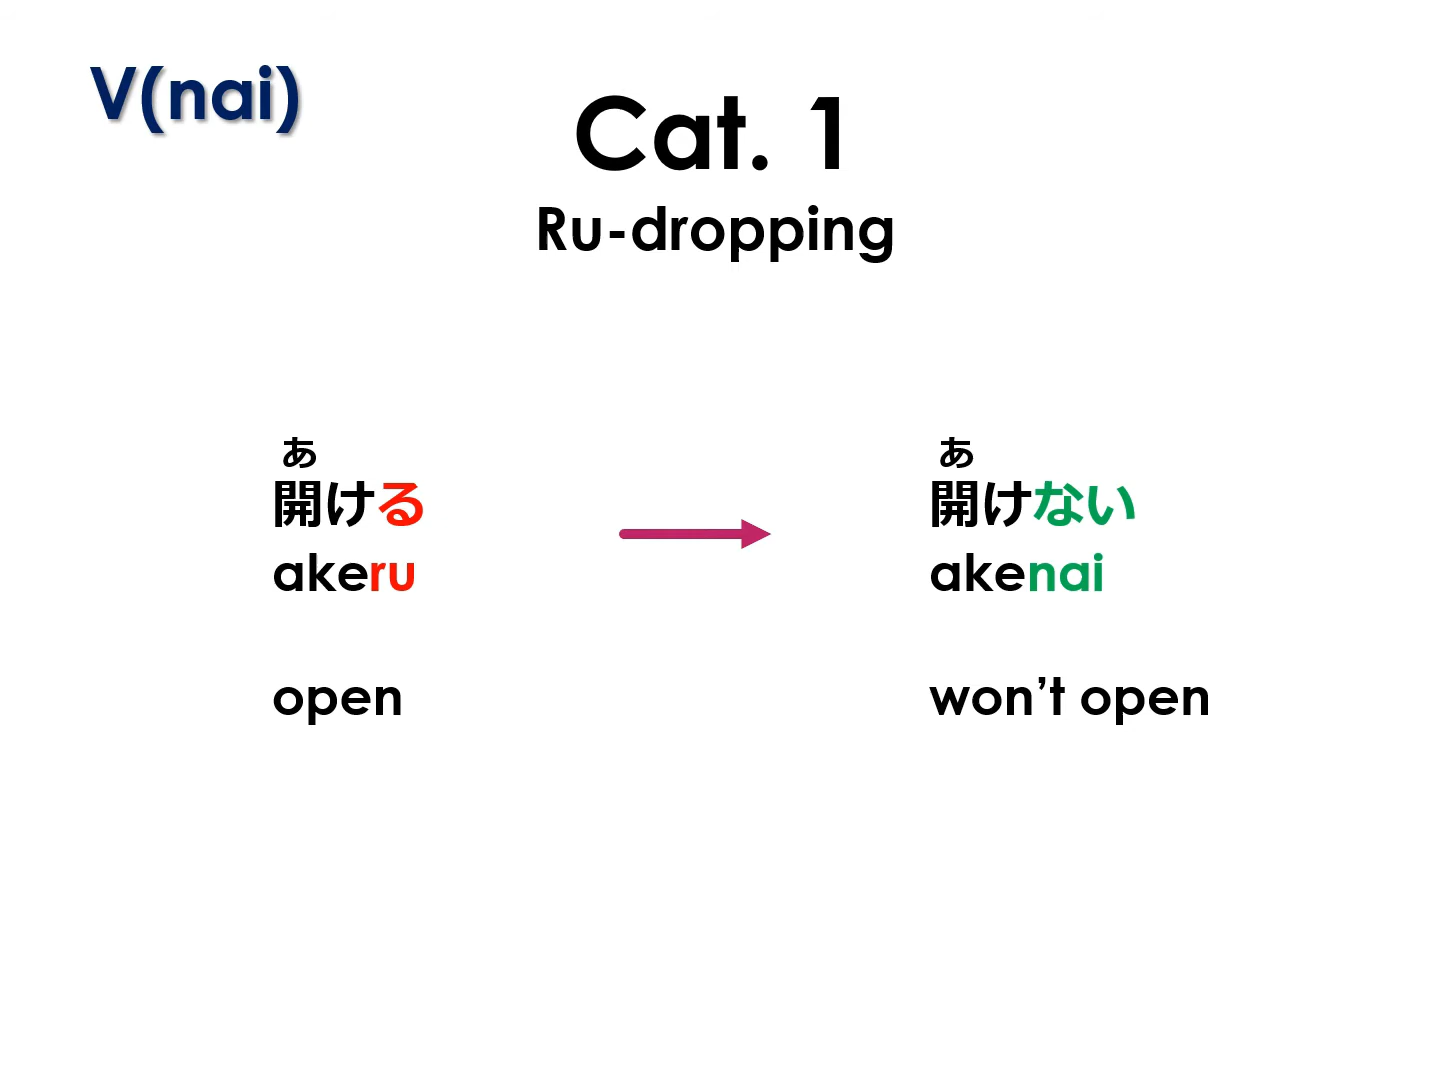 V(nai)
Cat. 1
Ru-dropping
あ
開ける
akeru
open
あ
開けない
akenai
won’t open